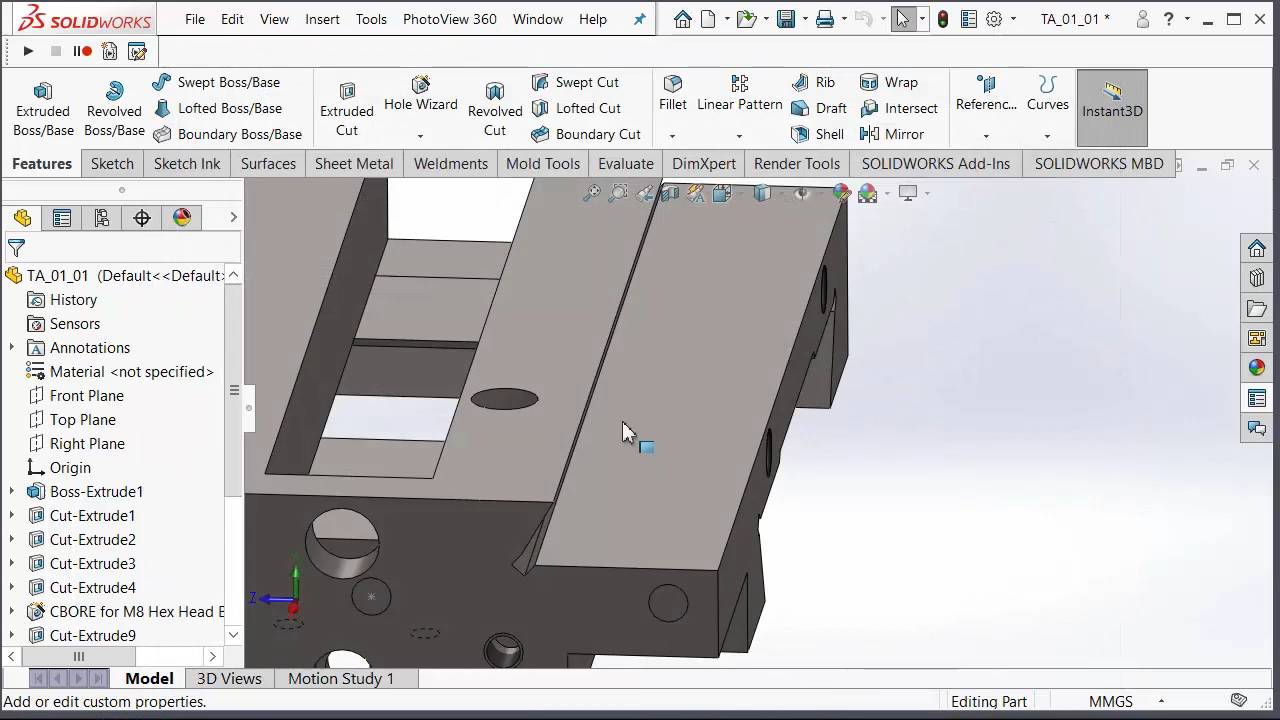 SOLIDWORKS File Edit View Insert Tools PhotoView 360 Window Help TA_01_01 * ?
Extruded Boss/Base
Revolved Boss/Base
Swept Boss/Base
Lofted Boss/Base
Boundary Boss/Base
Extruded Cut
Hole Wizard
Revolved Cut
Swept Cut
Lofted Cut
Boundary Cut
Fillet
Linear Pattern
Rib
Draft
Shell
Wrap
Intersect
Mirror
Referenc...
Curves
Instant3D
Features Sketch Sketch Ink Surfaces Sheet Metal Weldments Mold Tools Evaluate DimXpert Render Tools SOLIDWORKS Add-Ins SOLIDWORKS MBD
TA_01_01 (Default<<Default>
History
Sensors
Annotations
Material <not specified>
Front Plane
Top Plane
Right Plane
Origin
Boss-Extrude1
Cut-Extrude1
Cut-Extrude2
Cut-Extrude3
Cut-Extrude4
CBORE for M8 Hex Head B
Cut-Extrude9
Z
Model 3D Views Motion Study 1
Add or edit custom properties. Editing Part MMGS